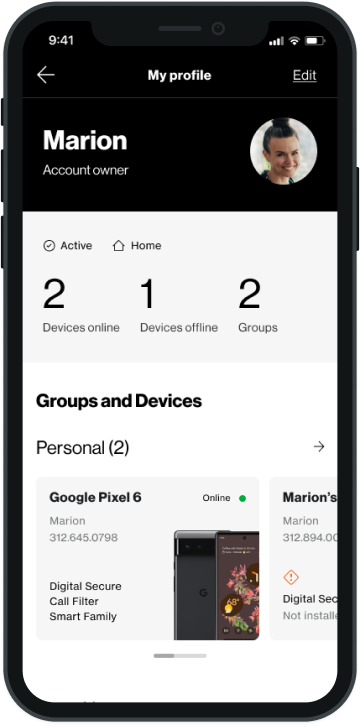 9:41
My profile
Edit
Marion
Account owner
Active
Home
2
1
2
Devices online
Devices offline
Groups
Groups and Devices
Personal (2)
Google Pixel 6
Online
Marion
312.645.0798
Digital Secure
Call Filter
Smart Family
68°
G
Marion's
Marion
312.894.00
Digital Sec
Not installe